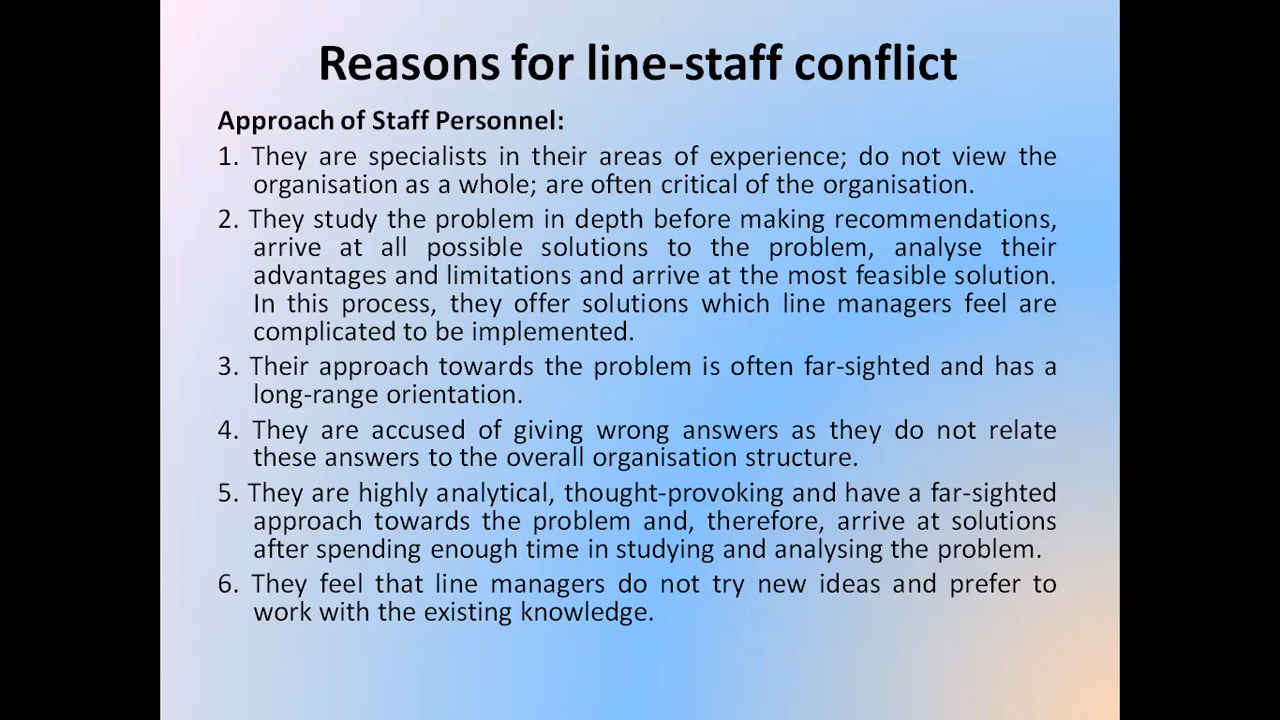 Reasons for line-staff conflict
Approach of Staff Personnel:
1. They are specialists in their areas of experience; do not view the
organisation as a whole; are often critical of the organisation.
2. They study the problem in depth before making recommendations,
arrive at all possible solutions to the problem, analyse their
advantages and limitations and arrive at the most feasible solution.
In this process, they offer solutions which line managers feel are
complicated to be implemented.
3. Their approach towards the problem is often far-sighted and has a
long-range orientation.
4. They are accused of giving wrong answers as they do not relate
these answers to the overall organisation structure.
5. They are highly analytical, thought-provoking and have a far-sighted
approach towards the problem and, therefore, arrive at solutions
after spending enough time in studying and analysing the problem.
6. They feel that line managers do not try new ideas and prefer to
work with the existing knowledge.